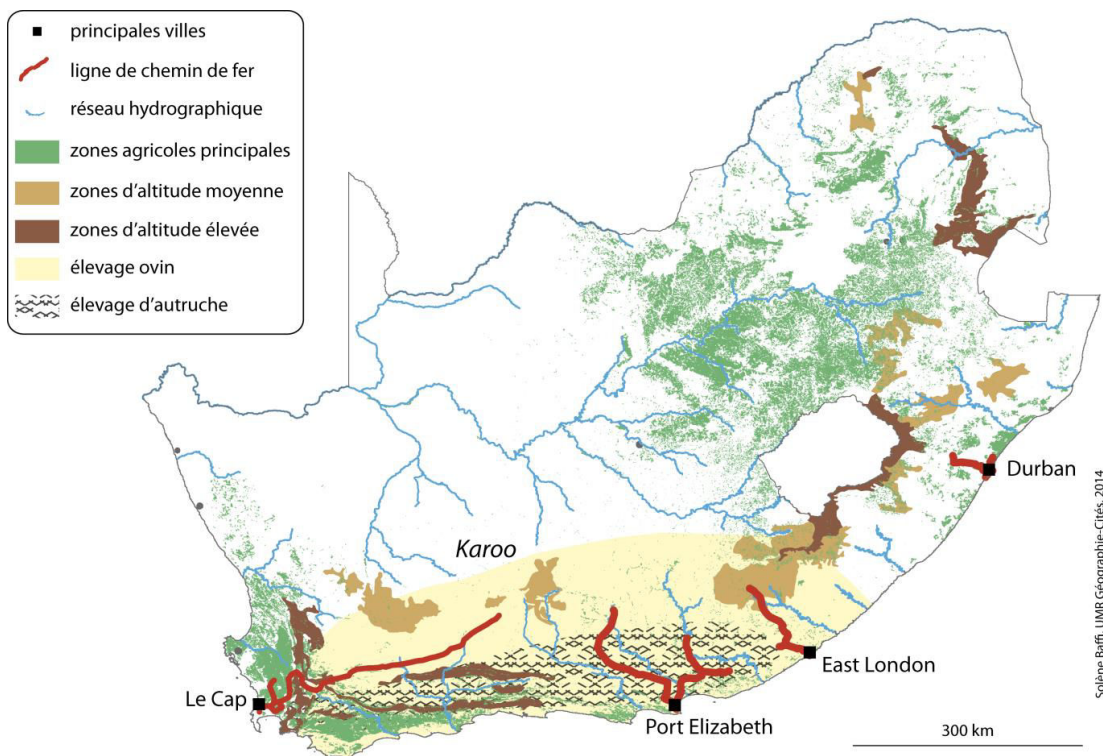 principales villes
ligne de chemin de fer
réseau hydrographique
zones agricoles principales
zones d'altitude moyenne
zones d'altitude élevée
élevage ovin
élevage d'autruche
Karoo
Durban
East London
Port Elizabeth
Le Cap
300 km
Solène Baffi, UMR Géographie-Cités, 2014